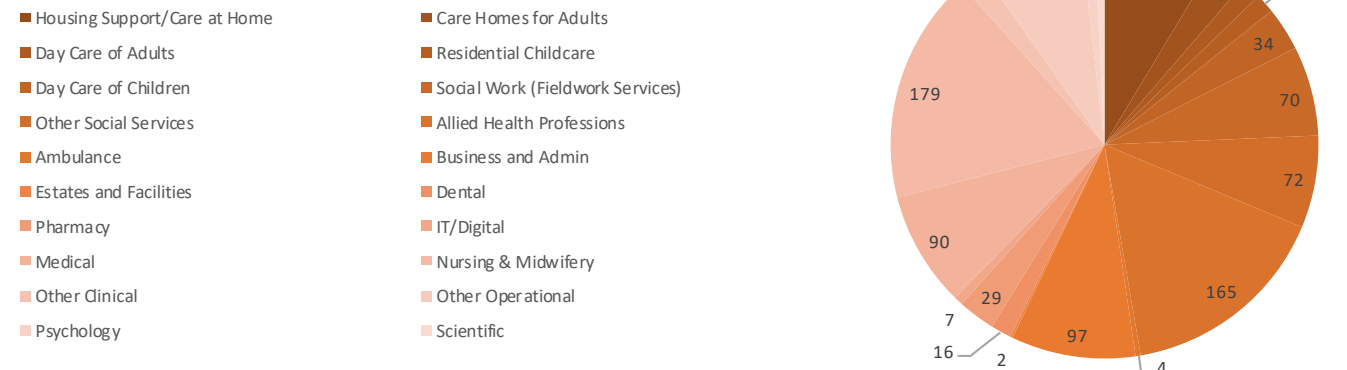 Housing Support/Care at Home
Care Homes for Adults
Day Care of Adults
Residential Childcare
Day Care of Children
Social Work (Fieldwork Services)
Other Social Services
Allied Health Professions
Ambulance
Business and Admin
Estates and Facilities
Dental
Pharmacy
IT/Digital
Medical
Nursing & Midwifery
Other Clinical
Other Operational
Psychology
Scientific
34
70
72
165
4
97
2
16
7
29
90
179